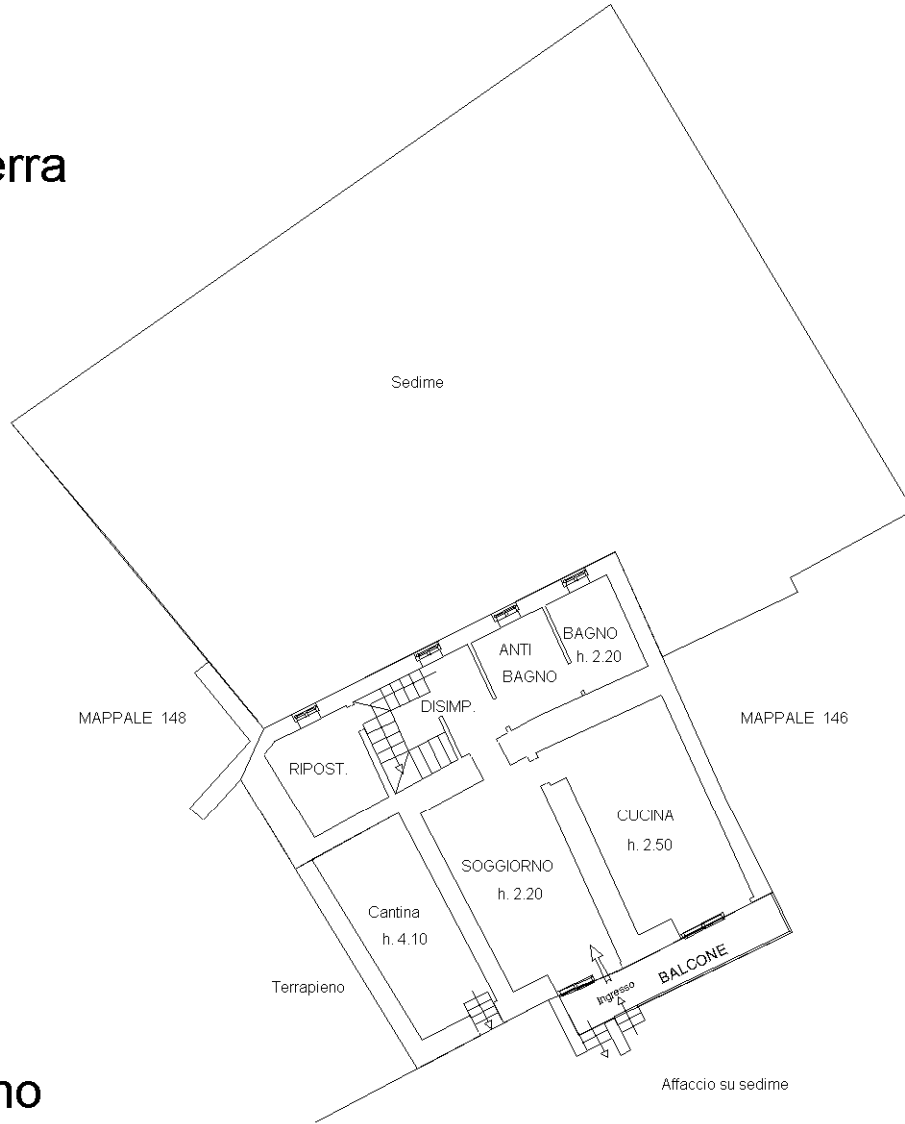 erra
Sedime
BAGNO
h. 2.20
ANTI
BAGNO
DISIMP.
MAPPALE 148
MAPPALE 146
RIPOST.
CUCINA
h. 2.50
SOGGIORNO
h. 2.20
Cantina
h. 4.10
Terrapieno
BALCONE
Ingresso
Affaccio su sedime
no